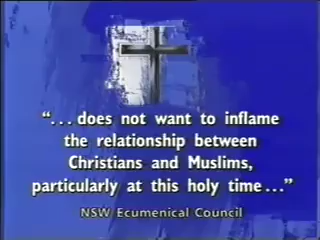 “... does not want to inflame
the relationship between
Christians and Muslims,
particularly at this holy time ...”
NSW Ecumenical Council